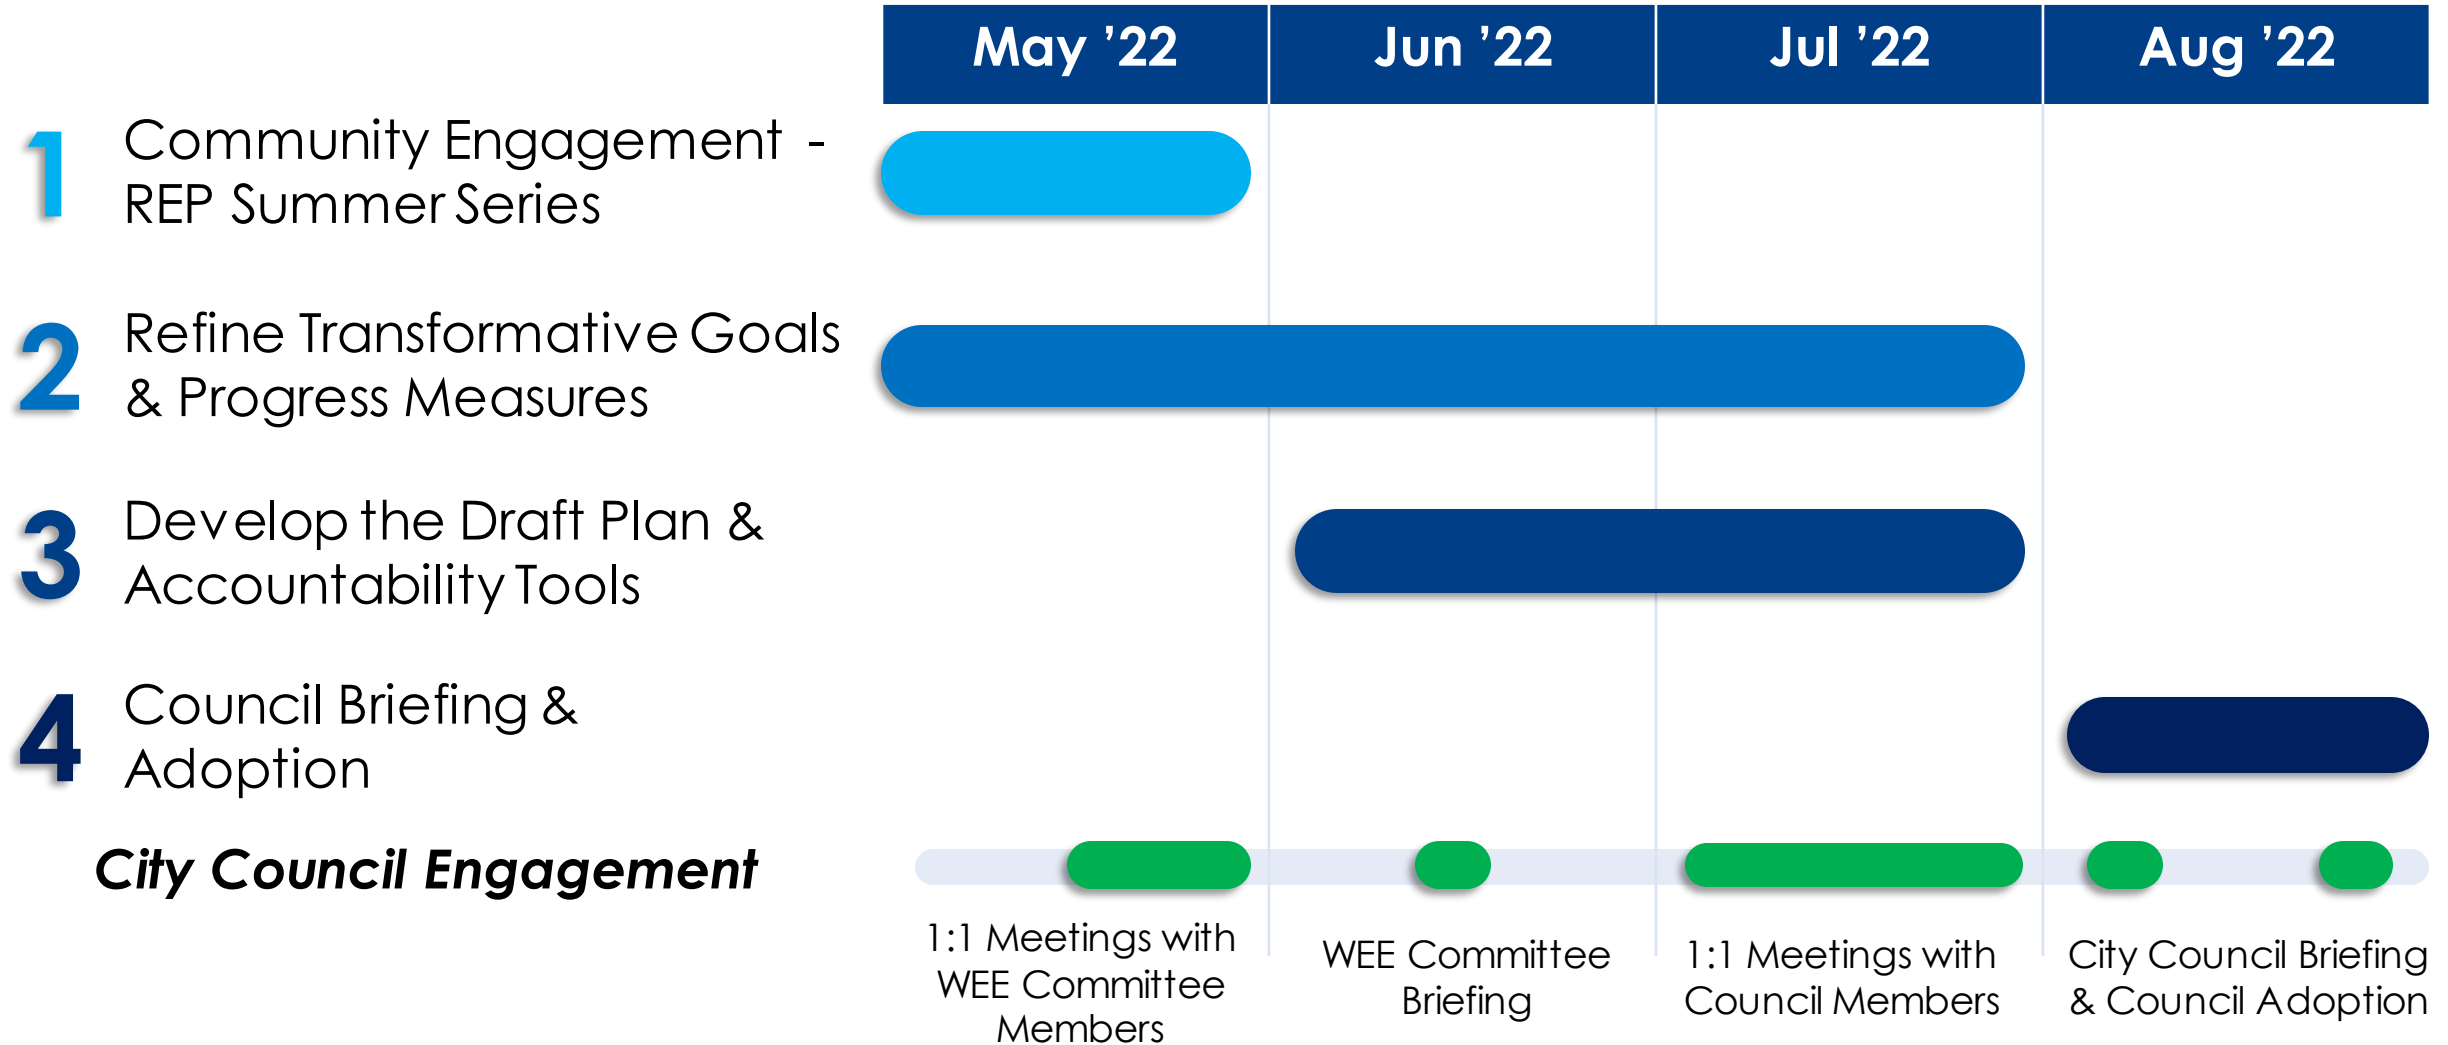 May ’22
Jun ’22
Jul ’22
Aug ’22
1
Community Engagement -
REP Summer Series
2
Refine Transformative Goals
& Progress Measures
3
Develop the Draft Plan &
Accountability Tools
4
Council Briefing &
Adoption
City Council Engagement
1:1 Meetings with
WEE Committee
Members
WEE Committee
Briefing
1:1 Meetings with
Council Members
City Council Briefing
& Council Adoption